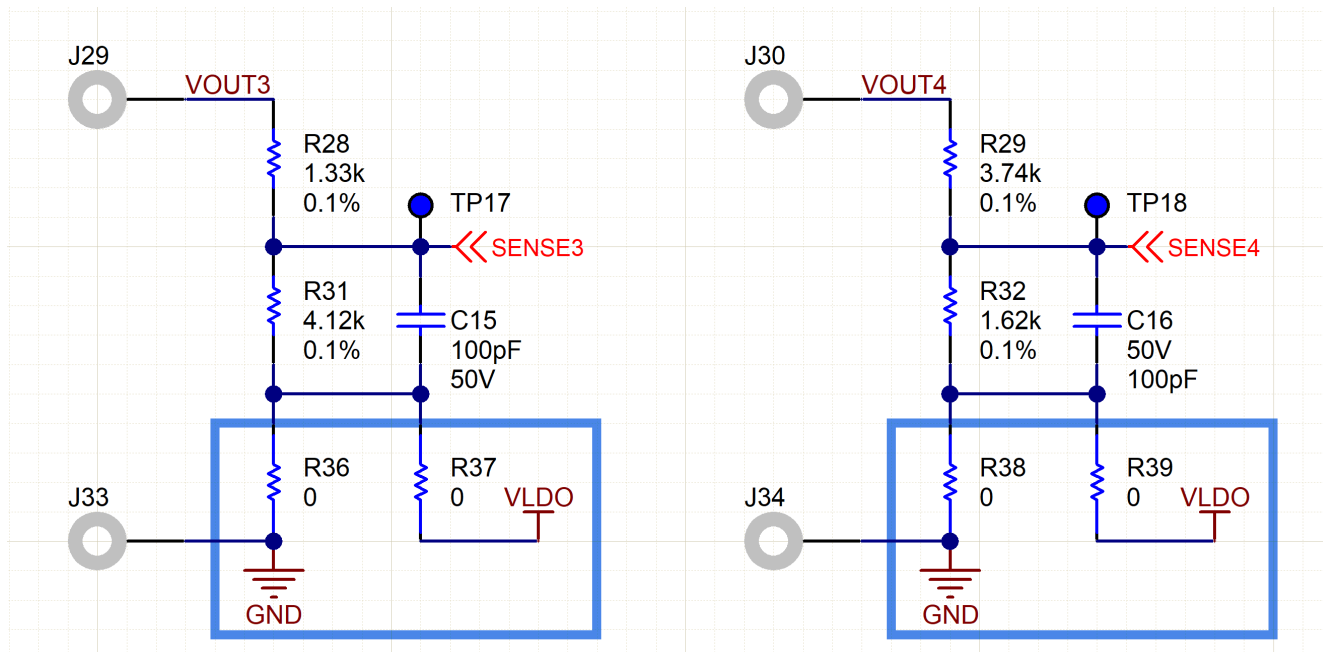 J29
VOUT3
R28
1.33k
0.1%
TP17
SENSE3
R31
4.12k
0.1%
C15
100pF
50V
R36
0
R37
0
VLDO
J33
GND
J30
VOUT4
R29
3.74k
0.1%
TP18
SENSE4
R32
1.62k
0.1%
C16
50V
100pF
R38
0
R39
0
VLDO
J34
GND